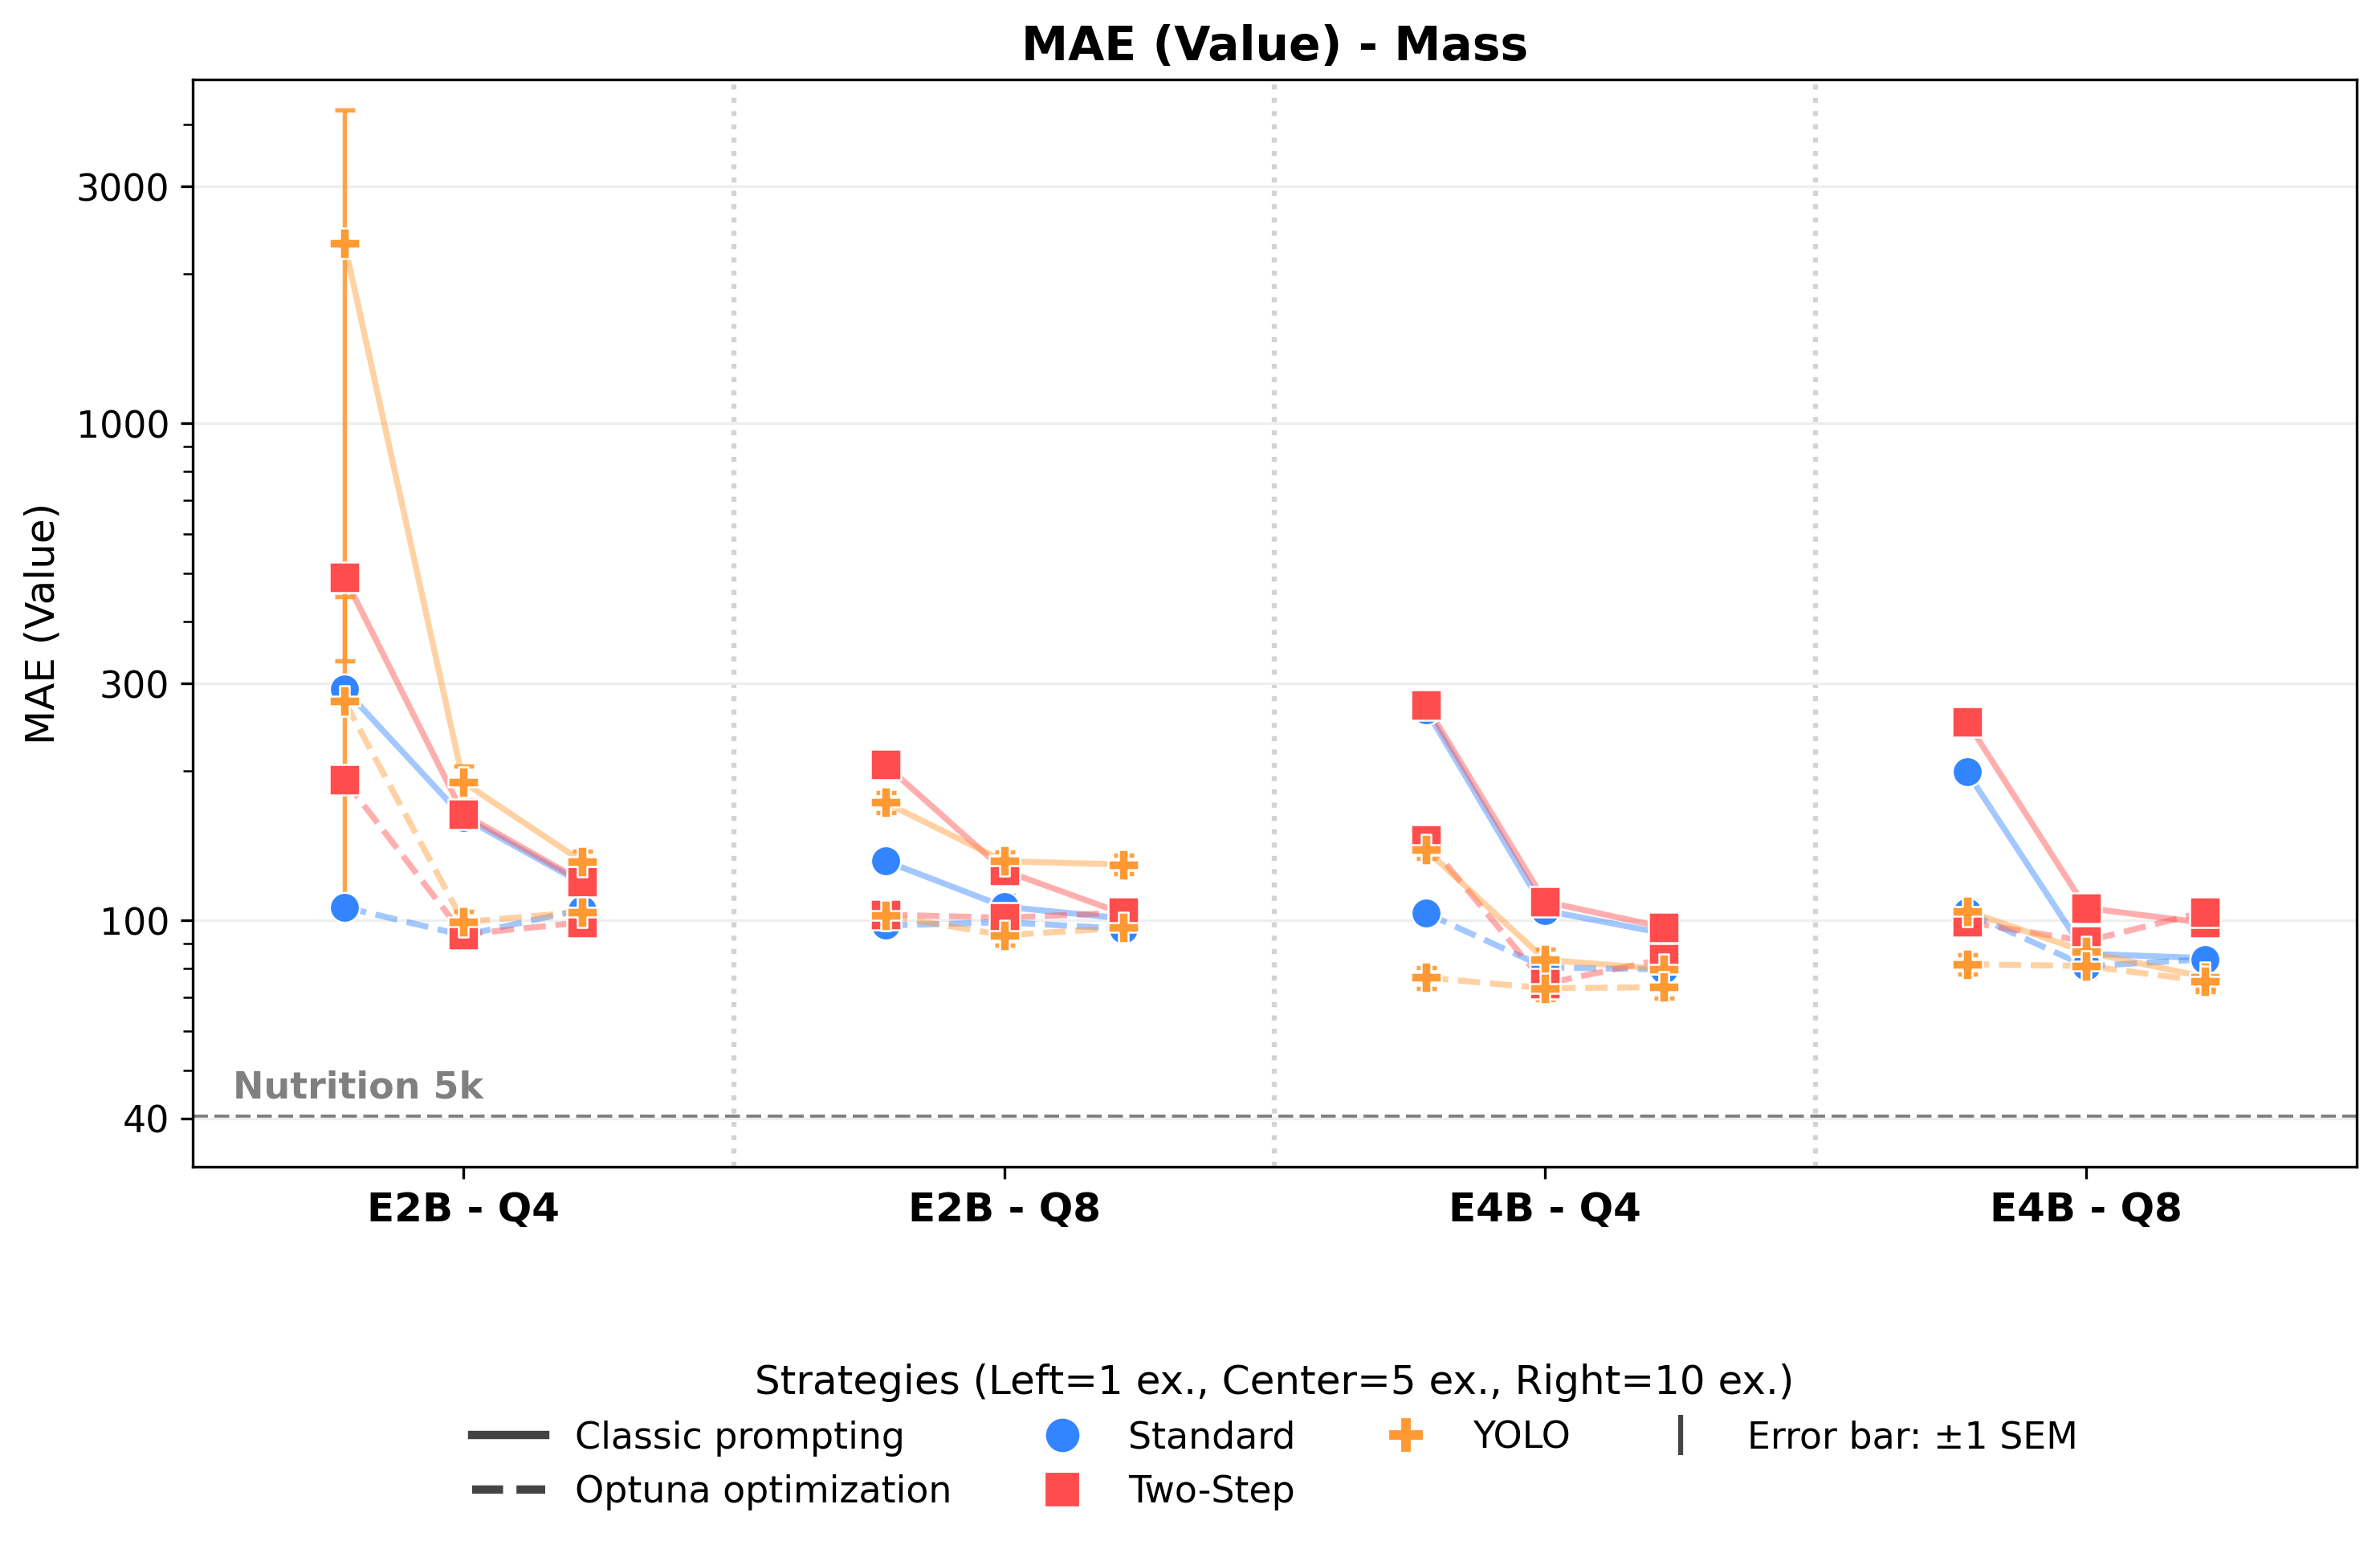 MAE (Value) - Mass
MAE (Value)
3000
1000
300
100
40
Nutrition 5k
E2B - Q4
E2B - Q8
E4B - Q4
E4B - Q8
Strategies (Left=1 ex., Center=5 ex., Right=10 ex.)
Classic prompting
Optuna optimization
Standard
Two-Step
YOLO
Error bar: ±1 SEM